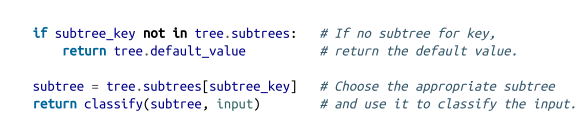 if subtree_key not in tree.subtrees:   # If no subtree for key,
    return tree.default_value          # return the default value.

subtree = tree.subtrees[subtree_key]   # Choose the appropriate subtree
return classify(subtree, input)        # and use it to classify the input.